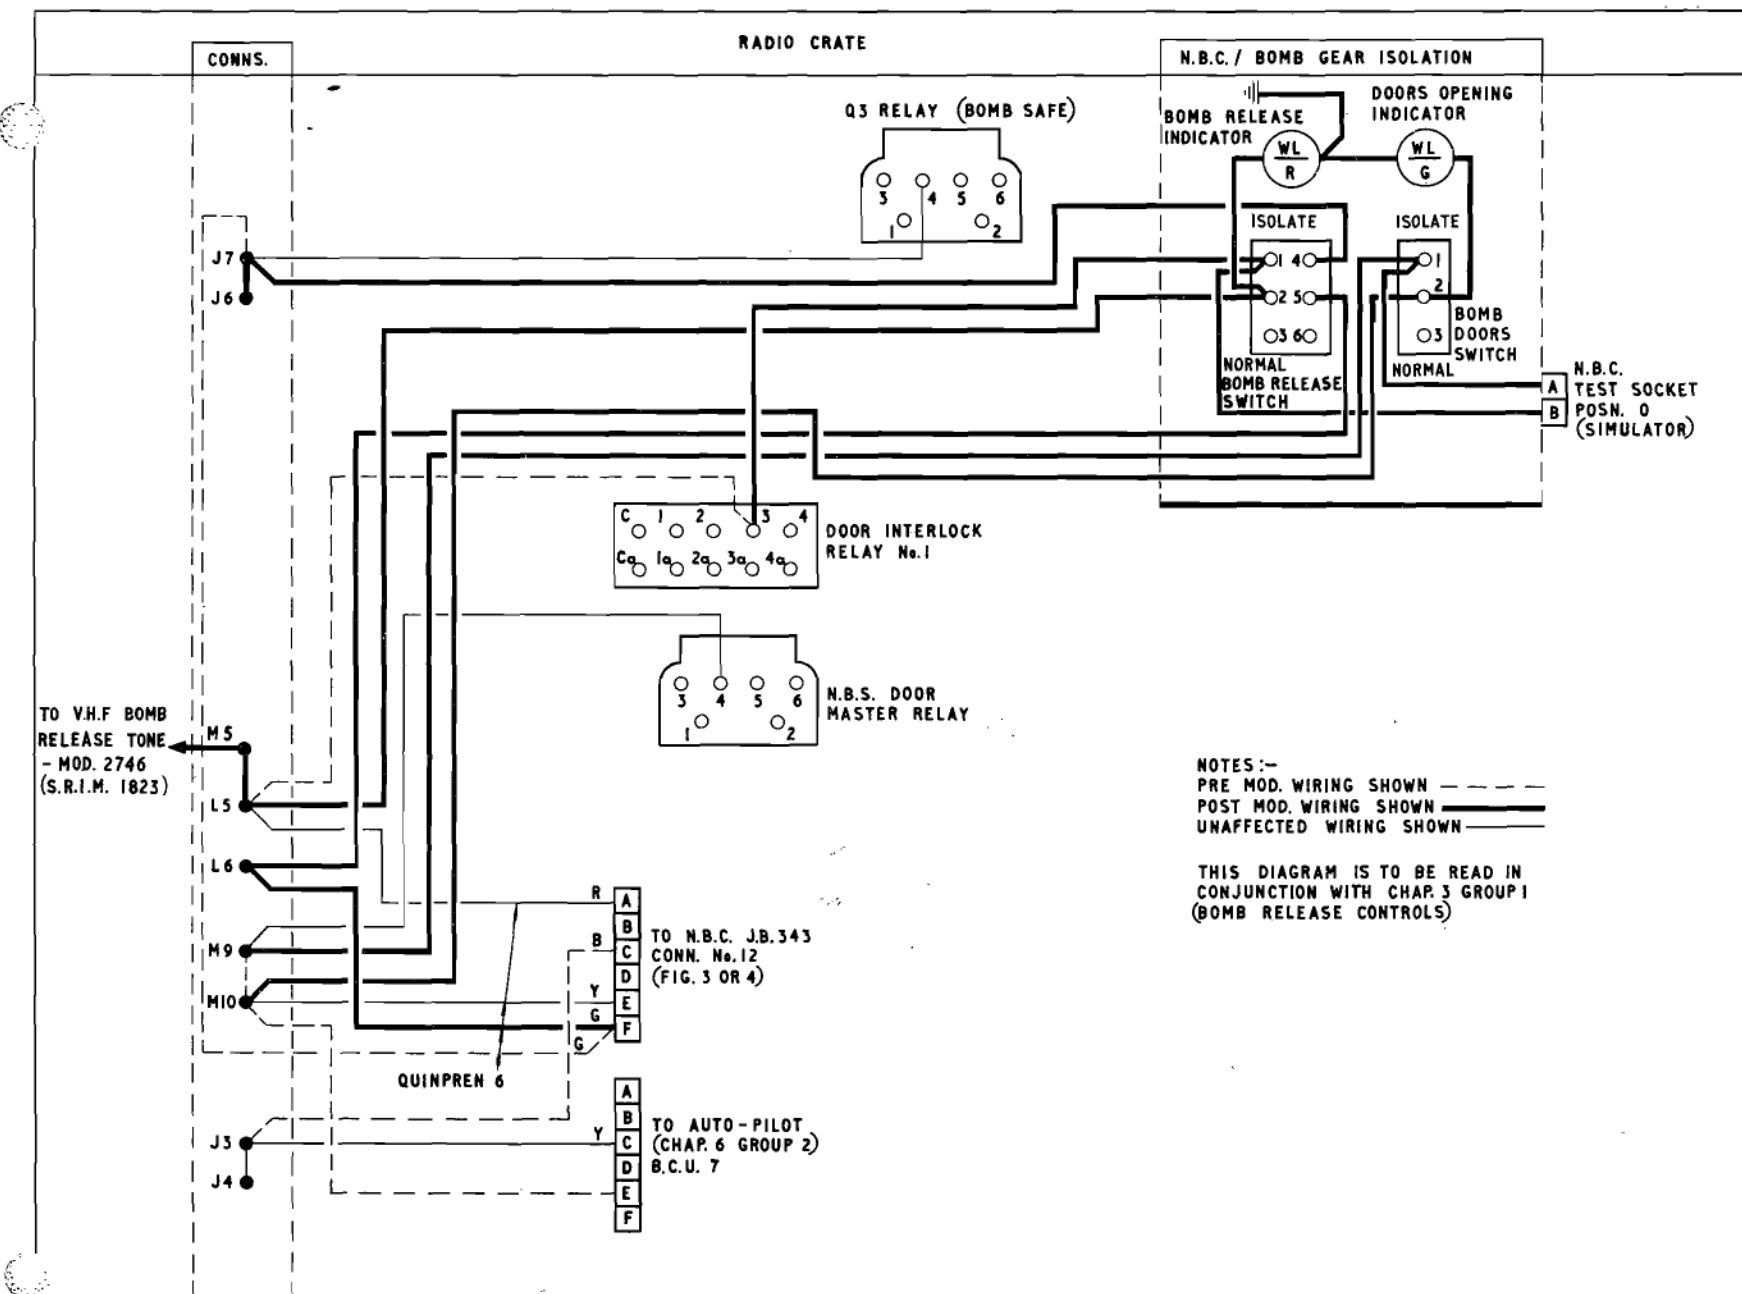 RADIO CRATE
CONNS.
N.B.C./ BOMB GEAR ISOLATION
Q3 RELAY (BOMB SAFE)
3 4 5 6
1 2
BOMB RELEASE
INDICATOR
DOORS OPENING
INDICATOR
WL
R
WL
G
ISOLATE
ISOLATE
1 4
2 5
3 6
1
2
3
NORMAL
BOMB RELEASE
SWITCH
BOMB
DOORS
SWITCH
NORMAL
A
B
N.B.C.
TEST SOCKET
POSN. O
(SIMULATOR)
J7
J6
C 1 2 3 4
Ca 1a 2a 3a 4a
DOOR INTERLOCK
RELAY No.1
3 4 5 6
1 2
N.B.S. DOOR
MASTER RELAY
TO V.H.F BOMB
RELEASE TONE
- MOD. 2746
(S.R.I.M. 1823)
M5
L5
L6
M9
M10
R
B
Y
G
G
A
B
C
D
E
F
TO N.B.C. J.B.343
CONN. No.12
(FIG. 3 OR 4)
QUINPREN 6
J3
J4
Y
A
B
C
D
E
F
TO AUTO-PILOT
(CHAP. 6 GROUP 2)
B.C.U. 7
NOTES:-
PRE MOD. WIRING SHOWN
POST MOD. WIRING SHOWN
UNAFFECTED WIRING SHOWN
THIS DIAGRAM IS TO BE READ IN
CONJUNCTION WITH CHAP. 3 GROUP 1
(BOMB RELEASE CONTROLS)